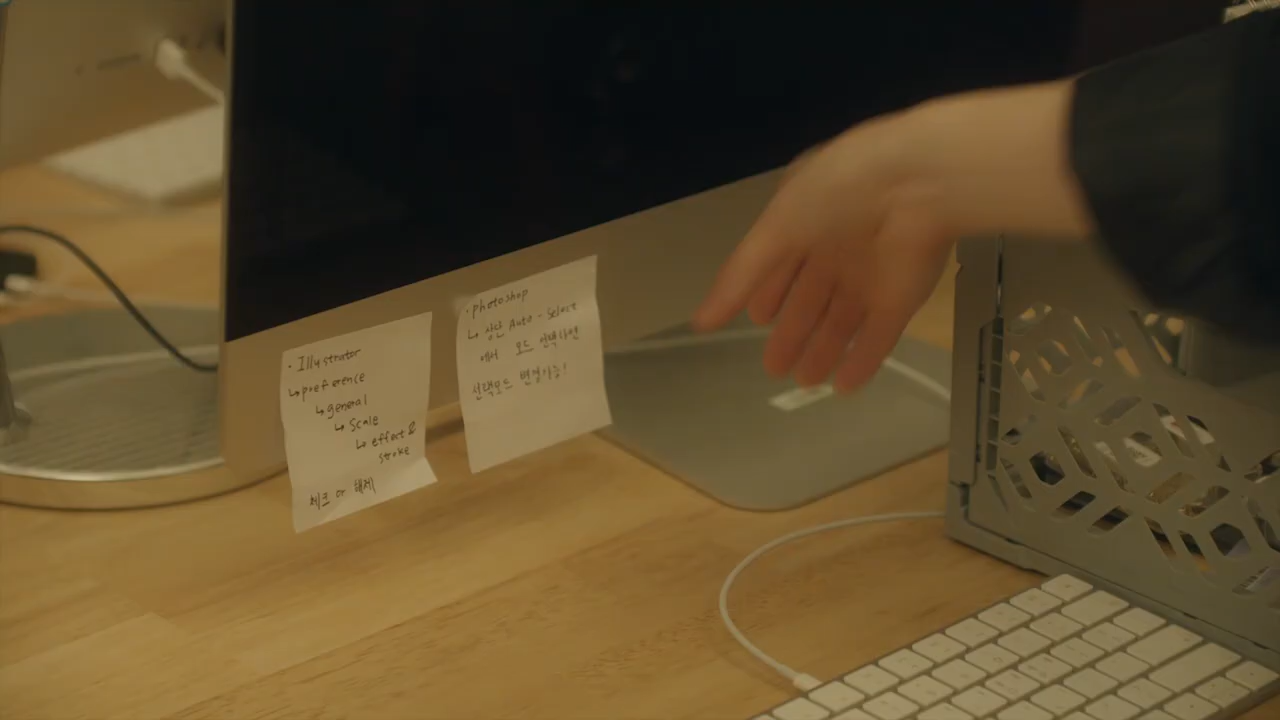 · Illustrator
↳ preference
↳ general
↳ Scale
↳ effect &
stroke
체크 or 해제
· photoshop
↳ 상단 Auto - Select
에서 모드 선택하면
선택모드 변경가능!